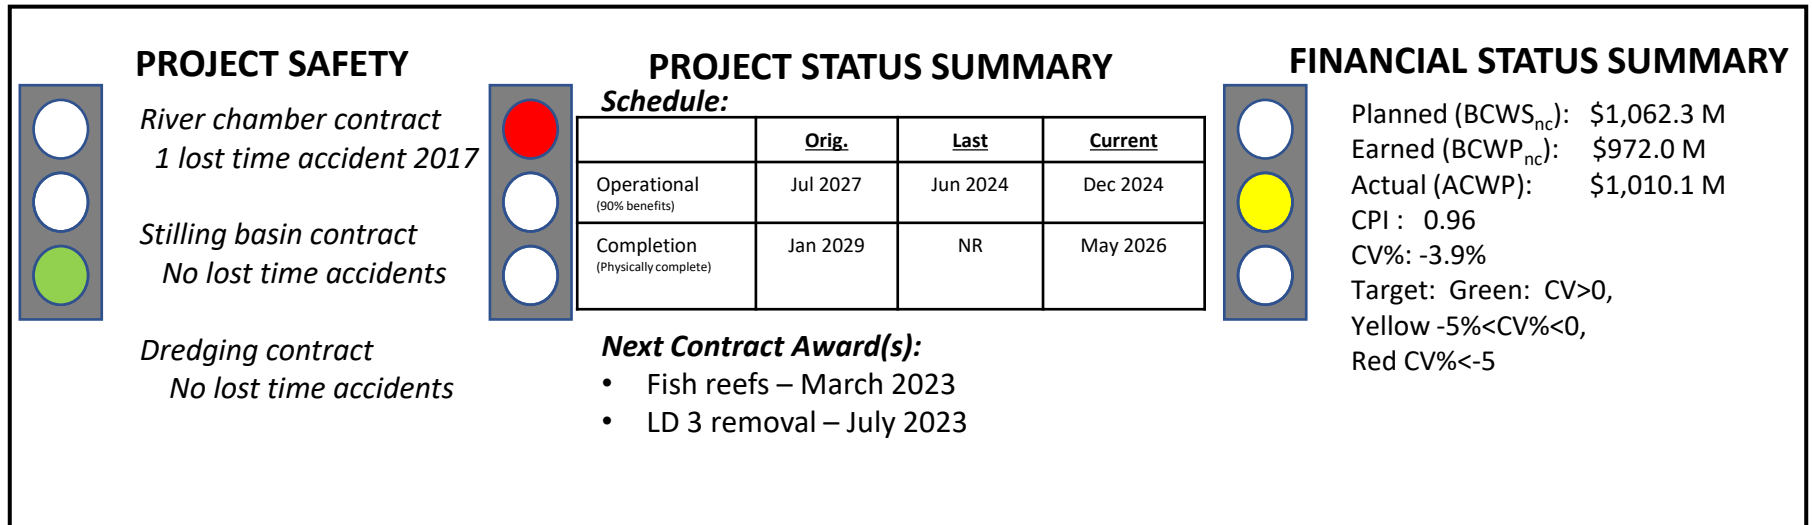 PROJECT SAFETY
River chamber contract
1 lost time accident 2017
Stilling basin contract
No lost time accidents
Dredging contract
No lost time accidents
PROJECT STATUS SUMMARY
Schedule:
Orig. Last Current
Operational Jul 2027 Jun 2024 Dec 2024
(90% benefits)
Completion Jan 2029 NR May 2026
(Physically complete)
Next Contract Award(s):
• Fish reefs – March 2023
• LD 3 removal – July 2023
FINANCIAL STATUS SUMMARY
Planned (BCWSnc): $1,062.3 M
Earned (BCWPnc): $972.0 M
Actual (ACWP): $1,010.1 M
CPI : 0.96
CV%: -3.9%
Target: Green: CV>0,
Yellow -5%<CV%<0,
Red CV%<-5